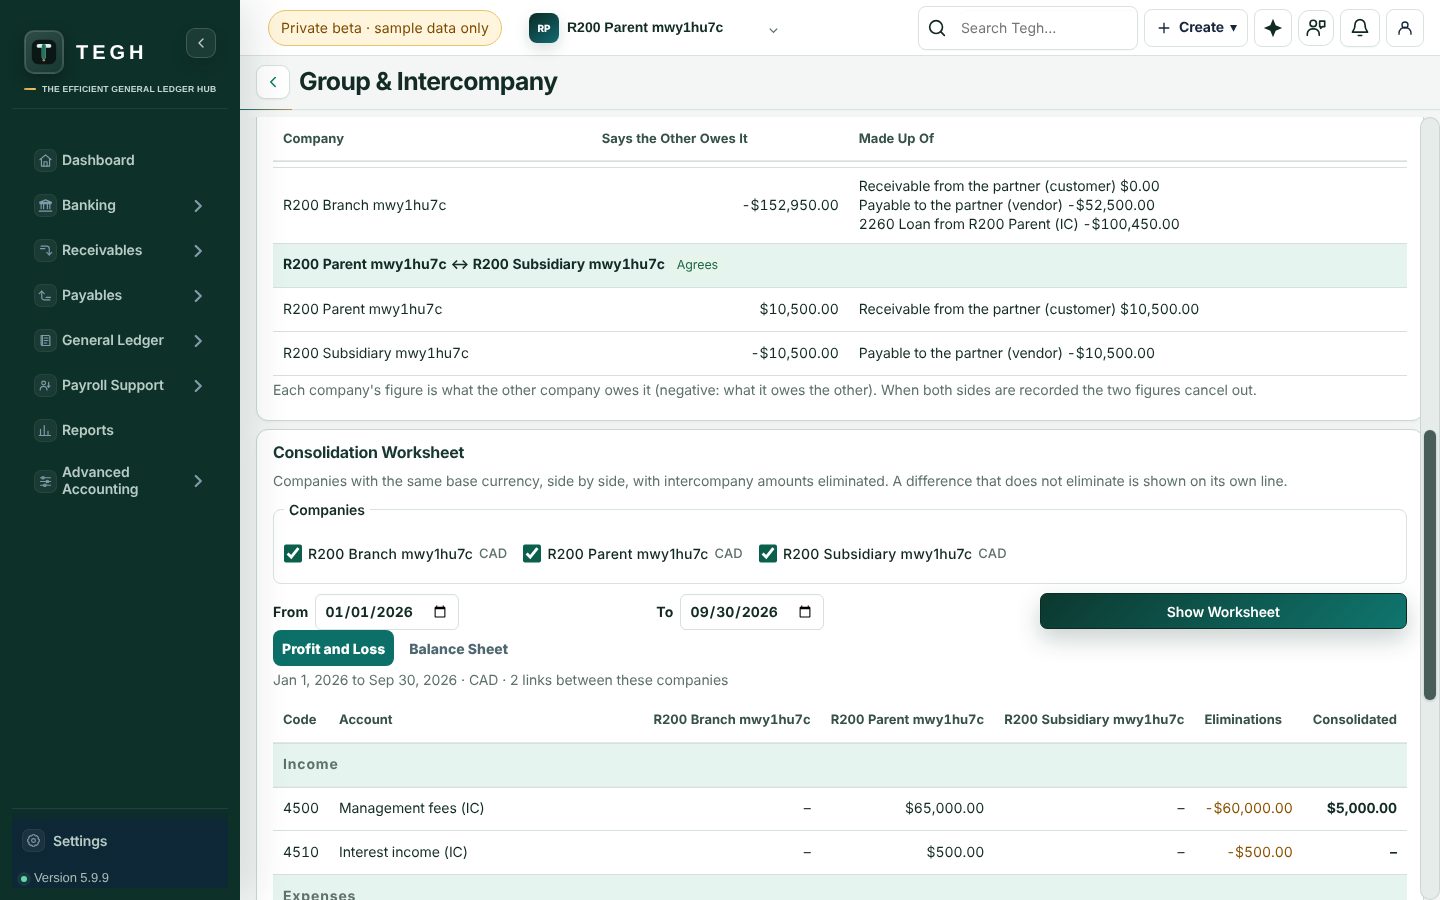 TEGH
THE EFFICIENT GENERAL LEDGER HUB
Dashboard
Banking
Receivables
Payables
General Ledger
Payroll Support
Reports
Advanced
Accounting
Settings
Version 5.9.9
Private beta · sample data only
RP
R200 Parent mwy1hu7c
Search Tegh...
+ Create ▾
Group & Intercompany
Company Says the Other Owes It Made Up Of
R200 Branch mwy1hu7c -$152,950.00
Receivable from the partner (customer) $0.00
Payable to the partner (vendor) -$52,500.00
2260 Loan from R200 Parent (IC) -$100,450.00
R200 Parent mwy1hu7c ↔ R200 Subsidiary mwy1hu7c Agrees
R200 Parent mwy1hu7c $10,500.00 Receivable from the partner (customer) $10,500.00
R200 Subsidiary mwy1hu7c -$10,500.00 Payable to the partner (vendor) -$10,500.00
Each company's figure is what the other company owes it (negative: what it owes the other). When both sides are recorded the two figures cancel out.
Consolidation Worksheet
Companies with the same base currency, side by side, with intercompany amounts eliminated. A difference that does not eliminate is shown on its own line.
Companies
R200 Branch mwy1hu7c CAD R200 Parent mwy1hu7c CAD R200 Subsidiary mwy1hu7c CAD
From 01/01/2026 To 09/30/2026 Show Worksheet
Profit and Loss Balance Sheet
Jan 1, 2026 to Sep 30, 2026 · CAD · 2 links between these companies
Code Account R200 Branch mwy1hu7c R200 Parent mwy1hu7c R200 Subsidiary mwy1hu7c Eliminations Consolidated
Income
4500 Management fees (IC) – $65,000.00 – -$60,000.00 $5,000.00
4510 Interest income (IC) – $500.00 – -$500.00 –
Expenses